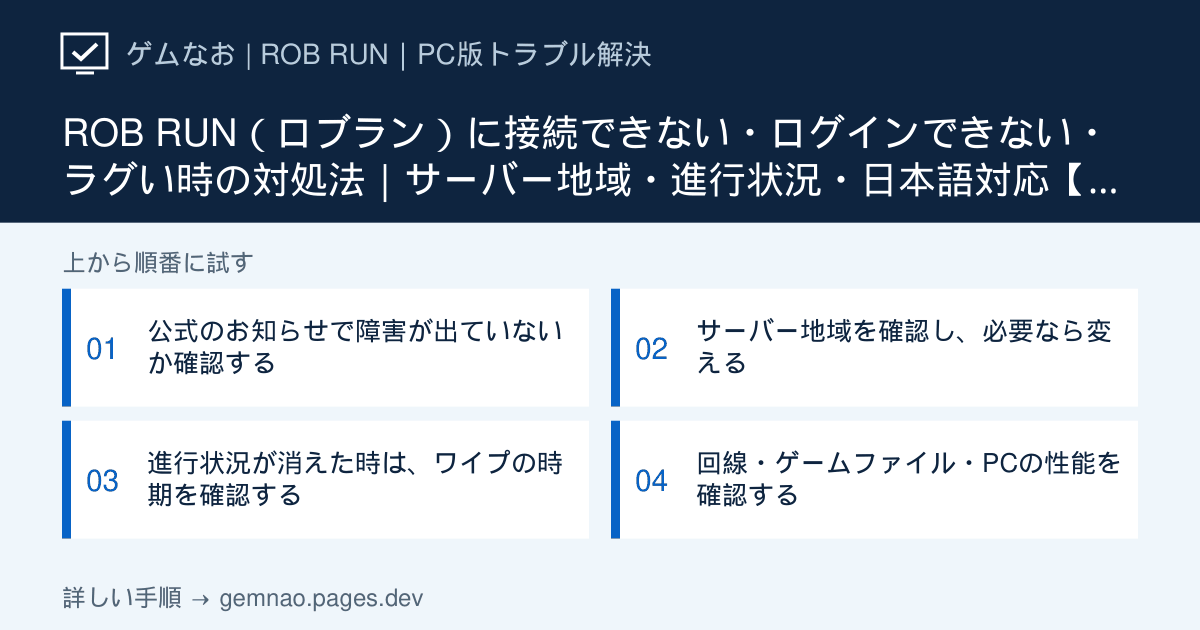 ゲムなお | ROB RUN｜PC版トラブル解決
ROB RUN（ロブラン）に接続できない・ログインできない・
ラグい時の対処法｜サーバー地域・進行状況・日本語対応【...
上から順番に試す
01
公式のお知らせで障害が出ていない
か確認する
02
サーバー地域を確認し、必要なら変
える
03
進行状況が消えた時は、ワイプの時
期を確認する
04
回線・ゲームファイル・PCの性能を
確認する
詳しい手順 → gemnao.pages.dev